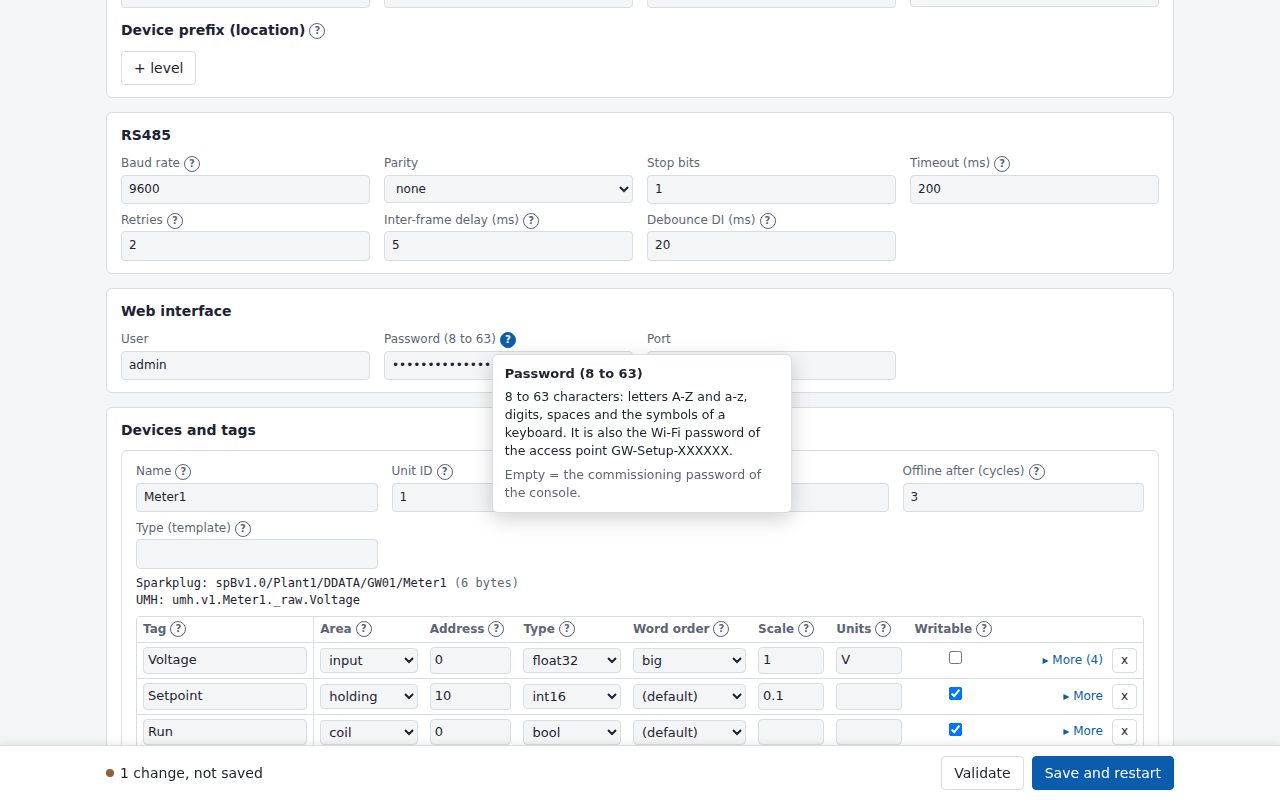 Device prefix (location) ?
+ level
RS485
Baud rate ? Parity Stop bits Timeout (ms) ?
9600 none 1 200
Retries ? Inter-frame delay (ms) ? Debounce DI (ms) ?
2 5 20
Web interface
User Password (8 to 63) ? Port
admin ••••••••••••••
Password (8 to 63)
8 to 63 characters: letters A-Z and a-z,
digits, spaces and the symbols of a
keyboard. It is also the Wi-Fi password of
the access point GW-Setup-XXXXXX.
Empty = the commissioning password of
the console.
Devices and tags
Name ? Unit ID ? Offline after (cycles) ?
Meter1 1 3
Type (template) ?
Sparkplug: spBv1.0/Plant1/DDATA/GW01/Meter1 (6 bytes)
UMH: umh.v1.Meter1._raw.Voltage
Tag ? Area ? Address ? Type ? Word order ? Scale ? Units ? Writable ?
Voltage input 0 float32 big 1 V ▸ More (4) x
Setpoint holding 10 int16 (default) 0.1 ▸ More x
Run coil 0 bool (default) ▸ More x
1 change, not saved Validate Save and restart